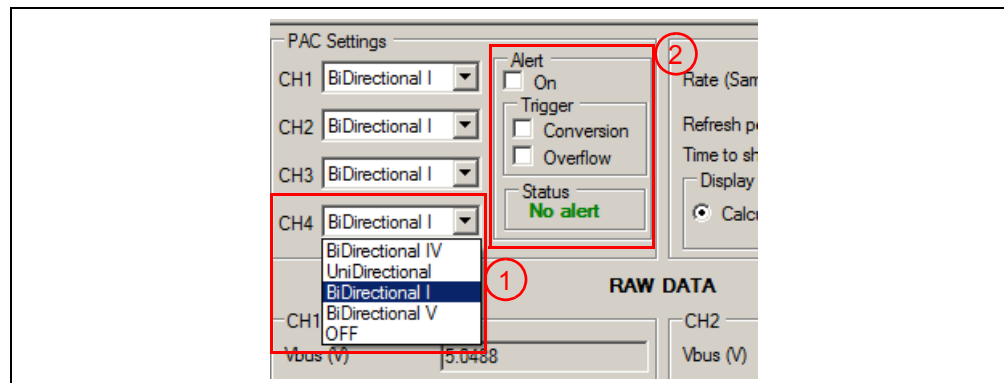 PAC Settings
CH1 BiDirectional I
CH2 BiDirectional I
CH3 BiDirectional I
CH4 BiDirectional I
BiDirectional IV
UniDirectional
BiDirectional I
BiDirectional V
OFF
1
Alert
On
Trigger
Conversion
Overflow
Status
No alert
2
Rate (Sam
Refresh p
Time to sh
Display
Calc
RAW DATA
CH1
Vbus (V) 5.0488
CH2
Vbus (V)